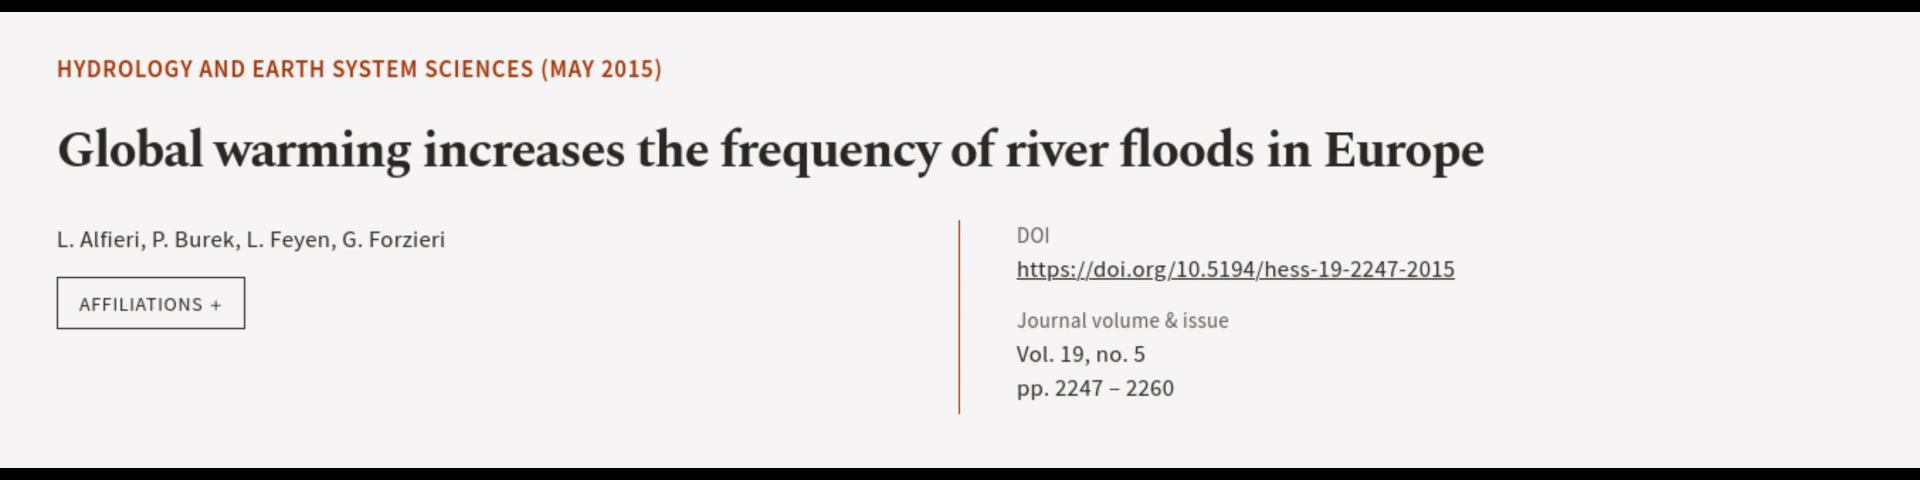 HYDROLOGY AND EARTH SYSTEM SCIENCES (MAY 2015)
Global warming increases the frequency of river floods in Europe
L. Alfieri, P. Burek, L. Feyen, G. Forzieri
AFFILIATIONS +
DOI
https://doi.org/10.5194/hess-19-2247-2015
Journal volume & issue
Vol. 19, no. 5
pp. 2247 – 2260